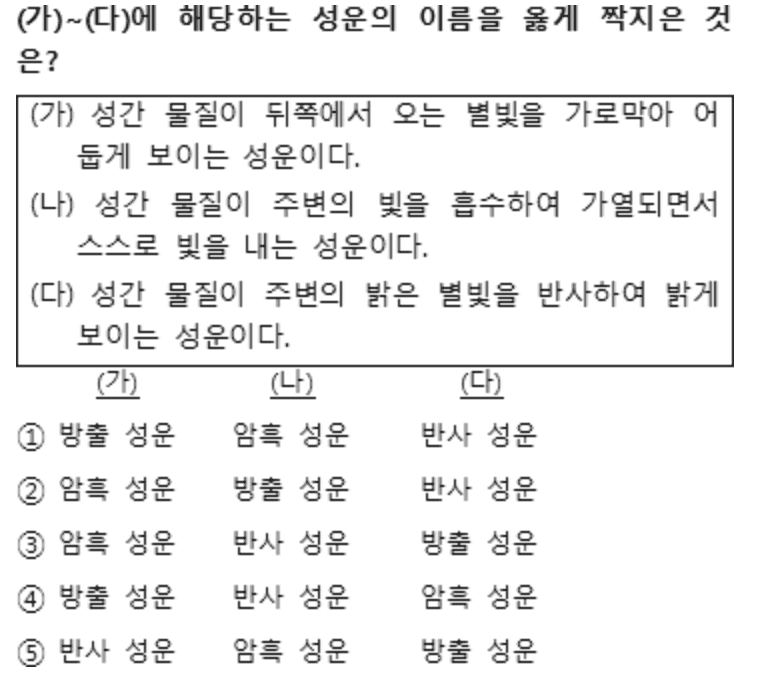 (가)~(다)에 해당하는 성운의 이름을 옳게 짝지은 것
은?
(가) 성간 물질이 뒤쪽에서 오는 별빛을 가로막아 어
둡게 보이는 성운이다.
(나) 성간 물질이 주변의 빛을 흡수하여 가열되면서
스스로 빛을 내는 성운이다.
(다) 성간 물질이 주변의 밝은 별빛을 반사하여 밝게
보이는 성운이다.
(가) (나) (다)
① 방출 성운 암흑 성운 반사 성운
② 암흑 성운 방출 성운 반사 성운
③ 암흑 성운 반사 성운 방출 성운
④ 방출 성운 반사 성운 암흑 성운
⑤ 반사 성운 암흑 성운 방출 성운